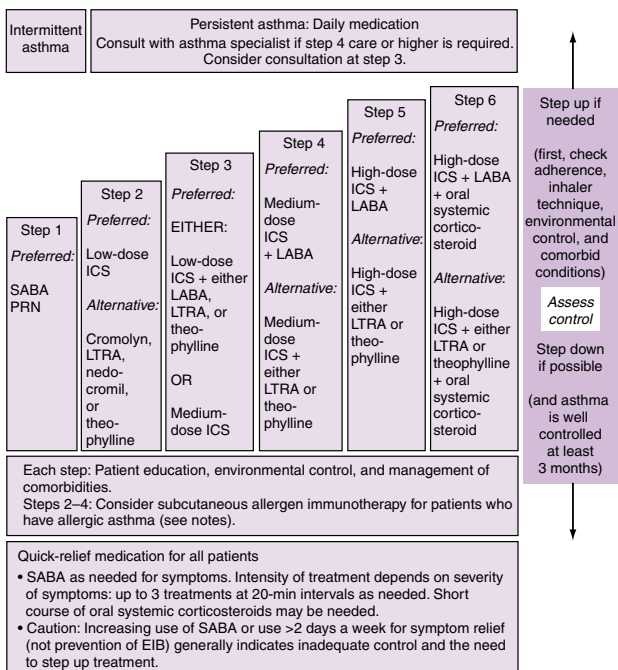 Intermittent
asthma
Persistent asthma: Daily medication
Consult with asthma specialist if step 4 care or higher is required.
Consider consultation at step 3.
Step 1
Preferred:
SABA
PRN
Step 2
Preferred:
Low-dose
ICS
Alternative:
Cromolyn,
LTRA,
nedo-
cromil,
or
theo-
phylline
Step 3
Preferred:
EITHER:
Low-dose
ICS + either
LABA,
LTRA, or
theo-
phylline
OR
Medium-
dose ICS
Step 4
Preferred:
Medium-
dose
ICS
+ LABA
Alternative:
Medium-
dose
ICS +
either
LTRA or
theo-
phylline
Step 5
Preferred:
High-dose
ICS +
LABA
Alternative:
High-dose
ICS +
either
LTRA or
theo-
phylline
Step 6
Preferred:
High-dose
ICS + LABA
+ oral
systemic
cortico-
steroid
Alternative:
High-dose
ICS + either
LTRA or
theophylline
+ oral
systemic
cortico-
steroid
Step up if
needed
(first, check
adherence,
inhaler
technique,
environmental
control, and
comorbid
conditions)
Assess
control
Step down
if possible
(and asthma
is well
controlled
at least
3 months)
Each step: Patient education, environmental control, and management of
comorbidities.
Steps 2–4: Consider subcutaneous allergen immunotherapy for patients who
have allergic asthma (see notes).
Quick-relief medication for all patients
• SABA as needed for symptoms. Intensity of treatment depends on severity
of symptoms: up to 3 treatments at 20-min intervals as needed. Short
course of oral systemic corticosteroids may be needed.
• Caution: Increasing use of SABA or use >2 days a week for symptom relief
(not prevention of EIB) generally indicates inadequate control and the need
to step up treatment.